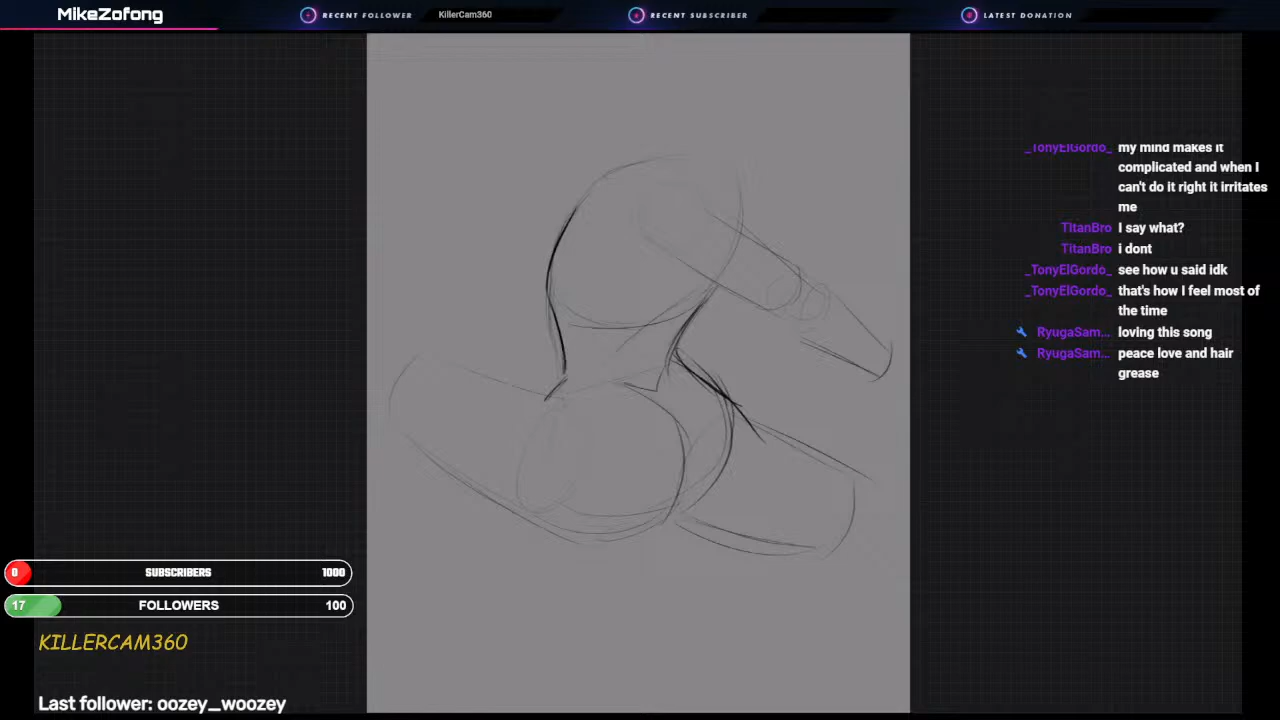 MikeZofong
RECENT FOLLOWER
KillerCam360
RECENT SUBSCRIBER
LATEST DONATION
_TonyElGordo_ my mind makes it
complicated and when I
can't do it right it irritates
me
TitanBro I say what?
TitanBro i dont
_TonyElGordo_ see how u said idk
_TonyElGordo_ that's how I feel most of
the time
RyugaSam... loving this song
RyugaSam... peace love and hair
grease
0 SUBSCRIBERS 1000
17 FOLLOWERS 100
KILLERCAM360
Last follower: oozey_woozey